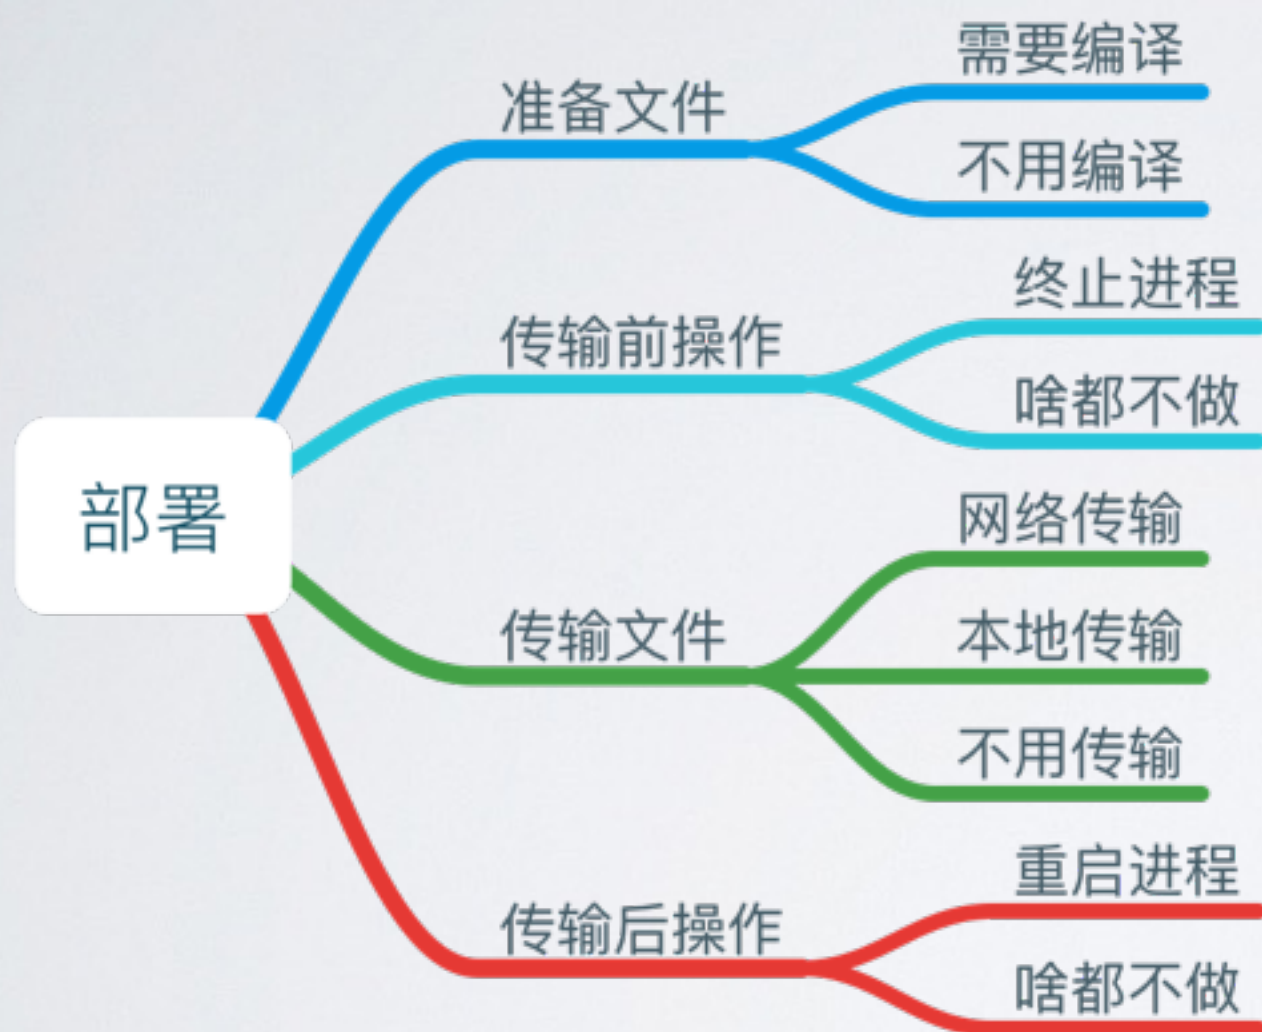 部署
准备文件
需要编译
不用编译
传输前操作
终止进程
啥都不做
传输文件
网络传输
本地传输
不用传输
传输后操作
重启进程
啥都不做